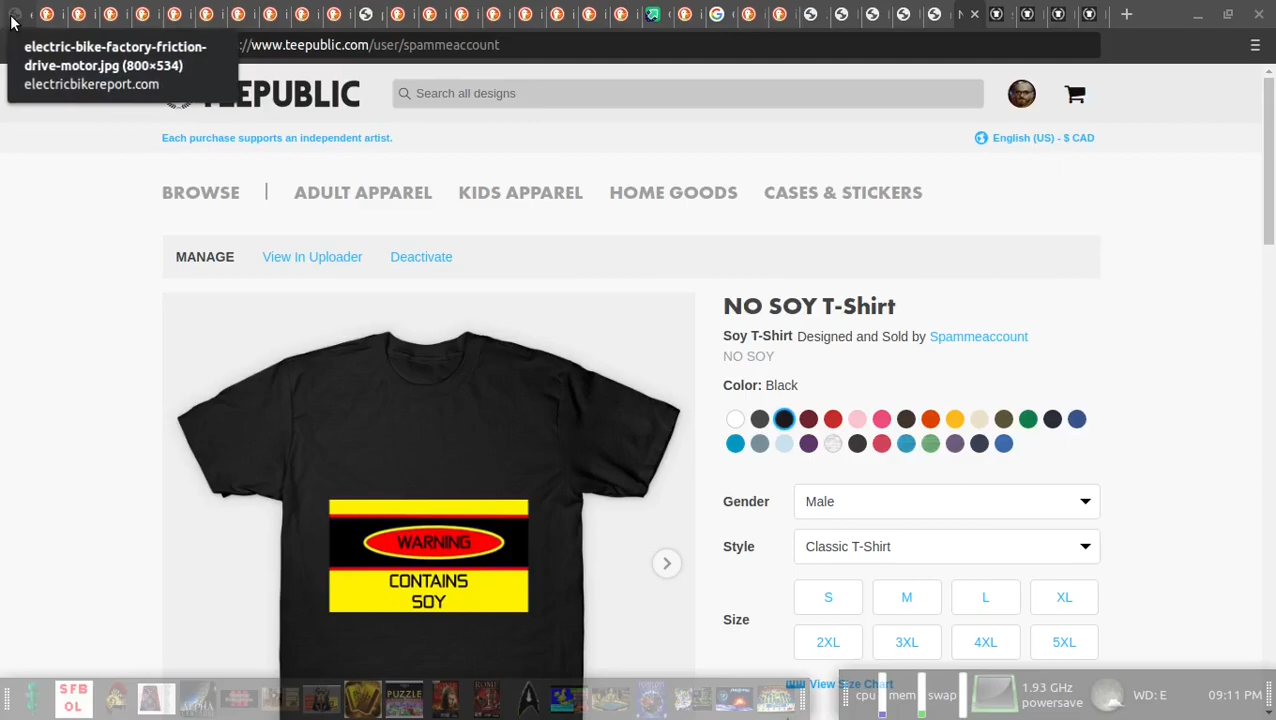 electric-bike-factory-friction-
drive-motor.jpg (800×534)
electricbikereport.com
://www.teepublic.com/user/spammeaccount
TEEPUBLIC
Search all designs
Each purchase supports an independent artist.
English (US) - $ CAD
BROWSE | ADULT APPAREL KIDS APPAREL HOME GOODS CASES & STICKERS
MANAGE View In Uploader Deactivate
NO SOY T-Shirt
Soy T-Shirt Designed and Sold by Spammeaccount
NO SOY
Color: Black
Gender Male
Style Classic T-Shirt
Size
S M L XL
2XL 3XL 4XL 5XL
View Size Chart
WARNING
CONTAINS
SOY
SFB
OL
PUZZLE
cpu mem swap
1.93 GHz
powersave
WD: E
09:11 PM